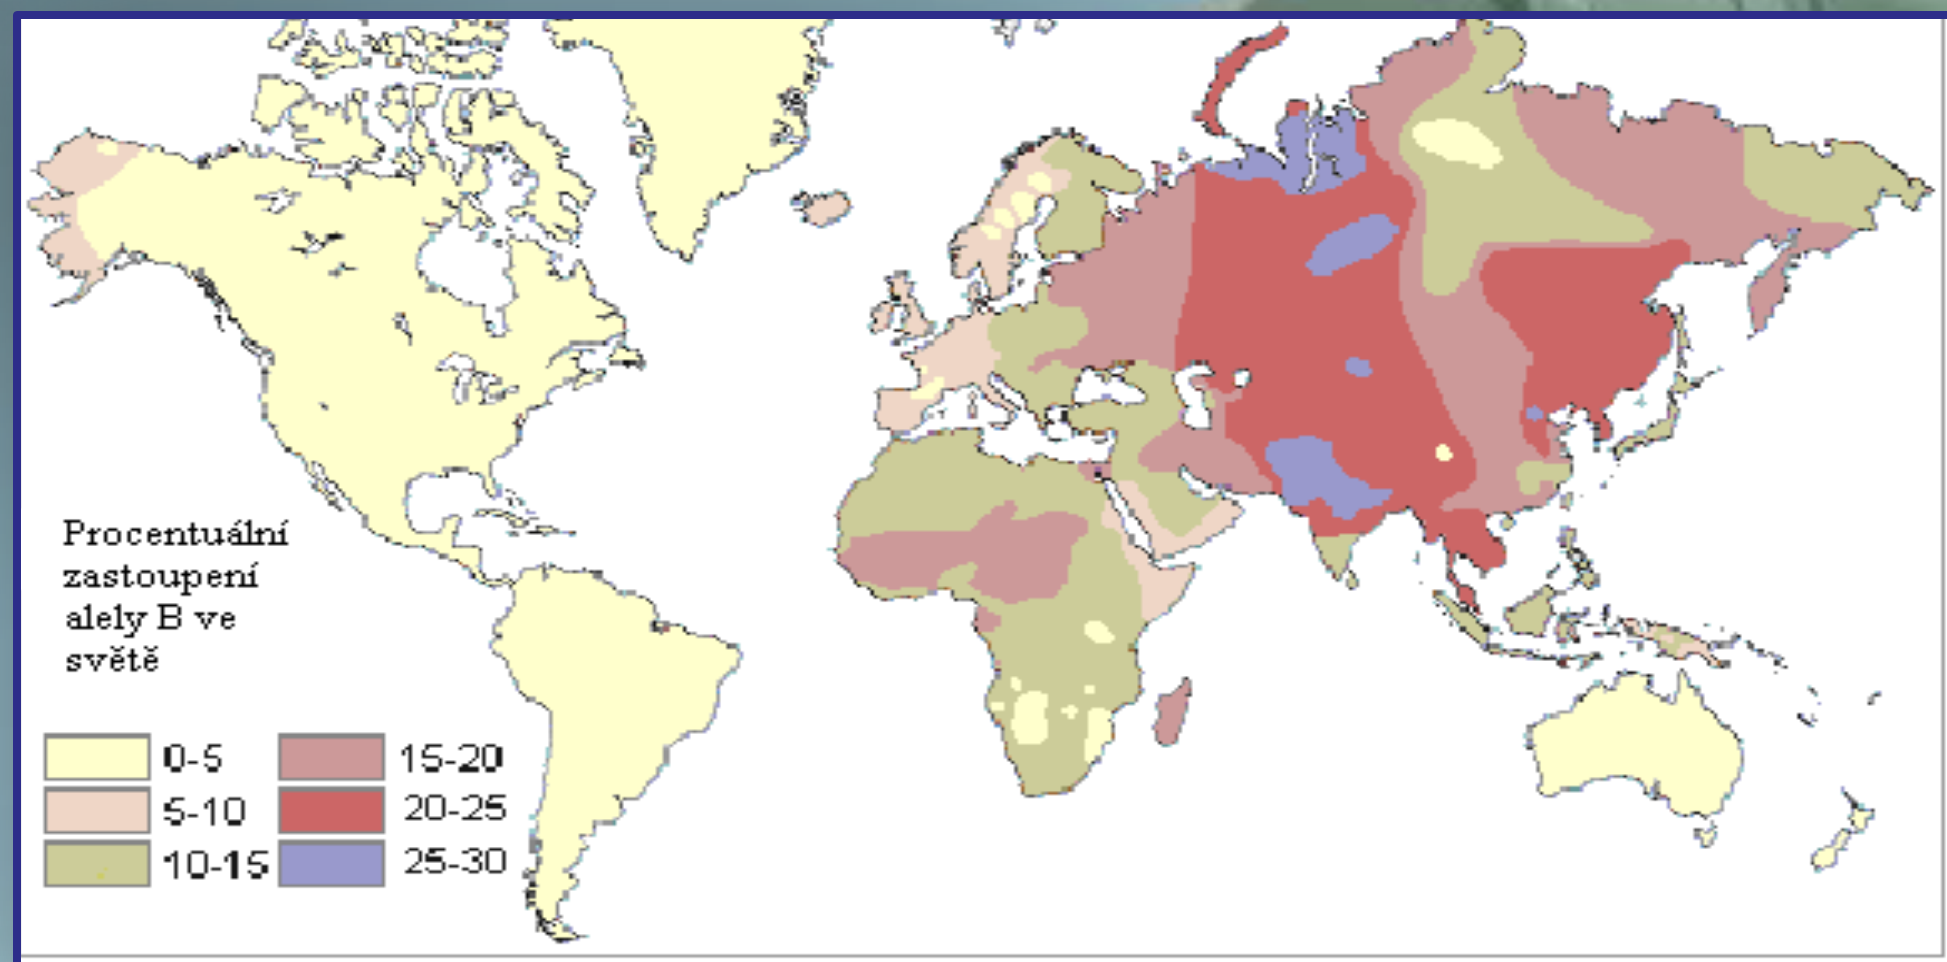 Procentuální
zastoupení
alely B ve
světě
0-5 15-20
5-10 20-25
10-15 25-30